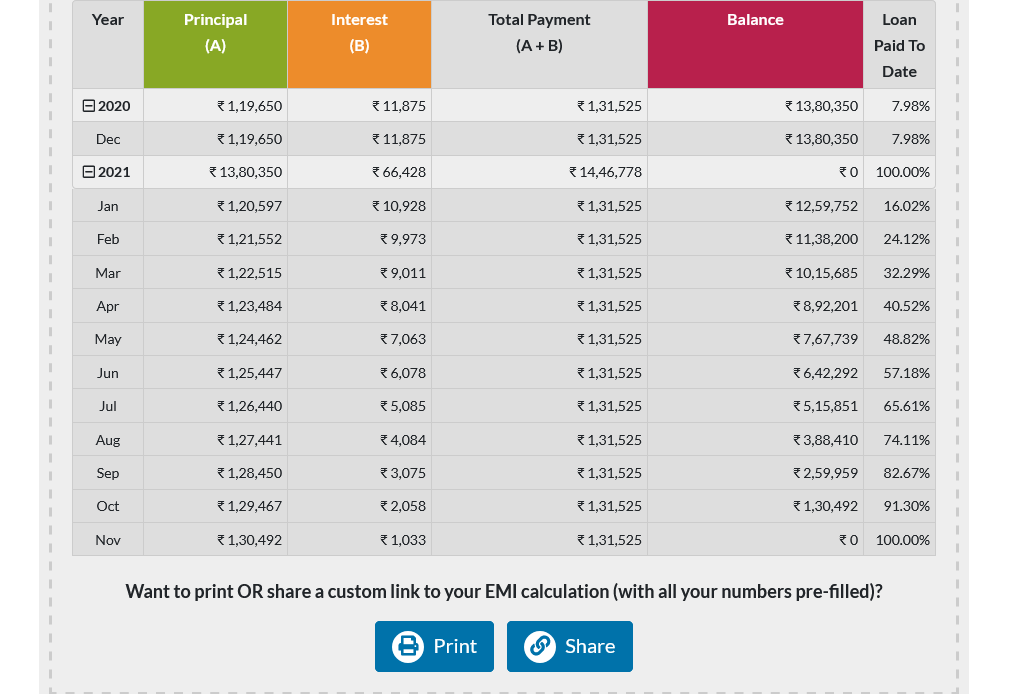 Year Principal (A) Interest (B) Total Payment (A + B) Balance Loan Paid To Date
2020 ₹ 1,19,650 ₹ 11,875 ₹ 1,31,525 ₹ 13,80,350 7.98%
Dec ₹ 1,19,650 ₹ 11,875 ₹ 1,31,525 ₹ 13,80,350 7.98%
2021 ₹ 13,80,350 ₹ 66,428 ₹ 14,46,778 ₹ 0 100.00%
Jan ₹ 1,20,597 ₹ 10,928 ₹ 1,31,525 ₹ 12,59,752 16.02%
Feb ₹ 1,21,552 ₹ 9,973 ₹ 1,31,525 ₹ 11,38,200 24.12%
Mar ₹ 1,22,515 ₹ 9,011 ₹ 1,31,525 ₹ 10,15,685 32.29%
Apr ₹ 1,23,484 ₹ 8,041 ₹ 1,31,525 ₹ 8,92,201 40.52%
May ₹ 1,24,462 ₹ 7,063 ₹ 1,31,525 ₹ 7,67,739 48.82%
Jun ₹ 1,25,447 ₹ 6,078 ₹ 1,31,525 ₹ 6,42,292 57.18%
Jul ₹ 1,26,440 ₹ 5,085 ₹ 1,31,525 ₹ 5,15,851 65.61%
Aug ₹ 1,27,441 ₹ 4,084 ₹ 1,31,525 ₹ 3,88,410 74.11%
Sep ₹ 1,28,450 ₹ 3,075 ₹ 1,31,525 ₹ 2,59,959 82.67%
Oct ₹ 1,29,467 ₹ 2,058 ₹ 1,31,525 ₹ 1,30,492 91.30%
Nov ₹ 1,30,492 ₹ 1,033 ₹ 1,31,525 ₹ 0 100.00%
Want to print OR share a custom link to your EMI calculation (with all your numbers pre-filled)?
Print Share